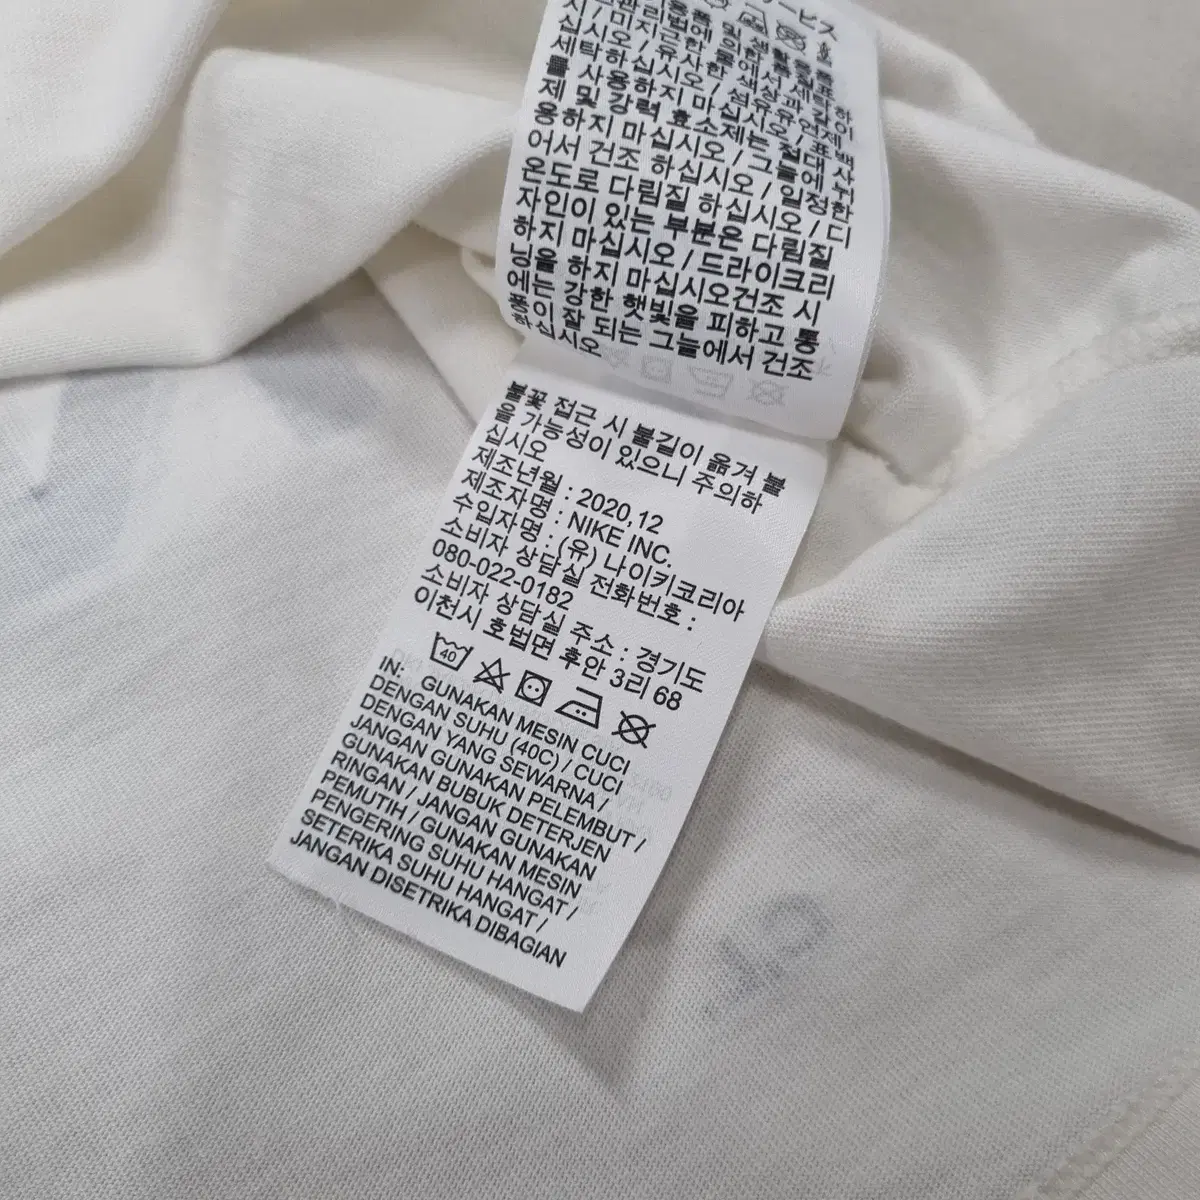 ービス
시 / 미지근한 물에서 세탁하
십시오 / 유사한 색상과 같이
세탁하십시오 / 섬유유연제
를 사용하지 마십시오 / 표백
제 및 강력 효소제는 절대 사
용하지 마십시오 / 그늘에 뉘
어서 건조 하십시오 / 일정한
온도로 다림질 하십시오 / 디
자인이 있는 부분은 다림질
하지 마십시오 / 드라이크리
닝을 하지 마십시오건조 시
에는 강한 햇빛을 피하고 통
풍이 잘 되는 그늘에서 건조
하십시오
불꽃 접근 시 불길이 옮겨 붙
을 가능성이 있으니 주의하
십시오
제조년월 : 2020,12
제조자명 : NIKE INC.
수입자명 : (유) 나이키코리아
소비자 상담실 전화번호 :
080-022-0182
소비자 상담실 주소 : 경기도
이천시 호법면 후안 3리 68
40
IN: GUNAKAN MESIN CUCI
DENGAN SUHU (40C) / CUCI
DENGAN YANG SEWARNA /
JANGAN GUNAKAN PELEMBUT /
GUNAKAN BUBUK DETERJEN
RINGAN / JANGAN GUNAKAN
PEMUTIH / GUNAKAN MESIN
PENGERING SUHU HANGAT /
SETERIKA SUHU HANGAT /
JANGAN DISETRIKA DIBAGIAN